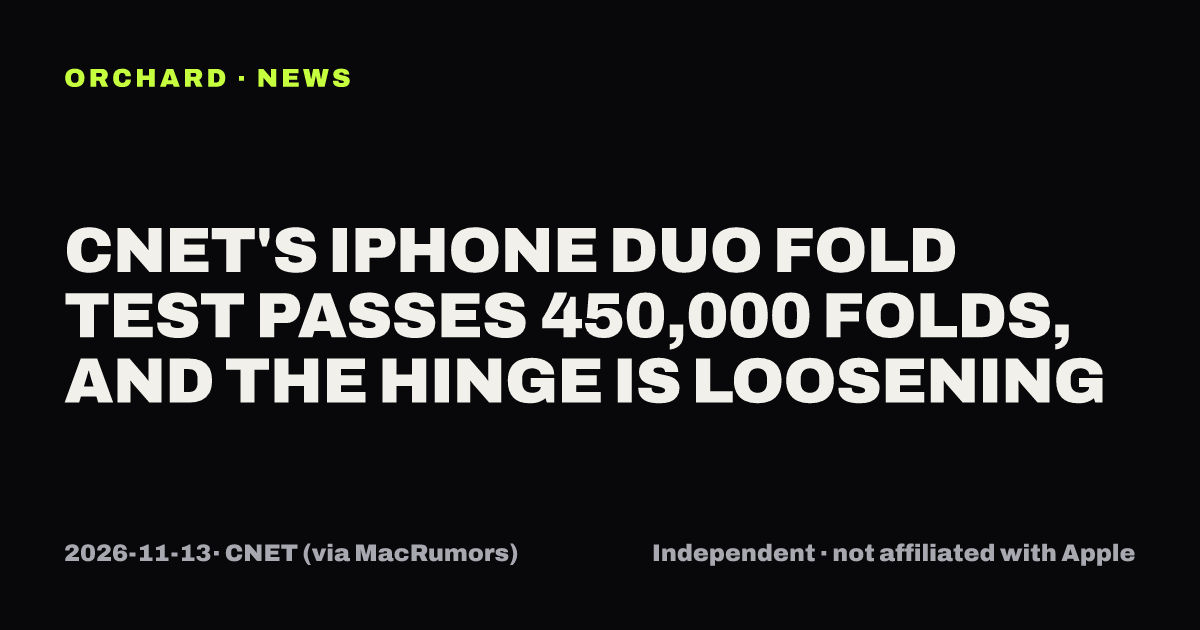 ORCHARD · NEWS
CNET'S IPHONE DUO FOLD
TEST PASSES 450,000 FOLDS,
AND THE HINGE IS LOOSENING
2026-11-13· CNET (via MacRumors)
Independent · not affiliated with Apple